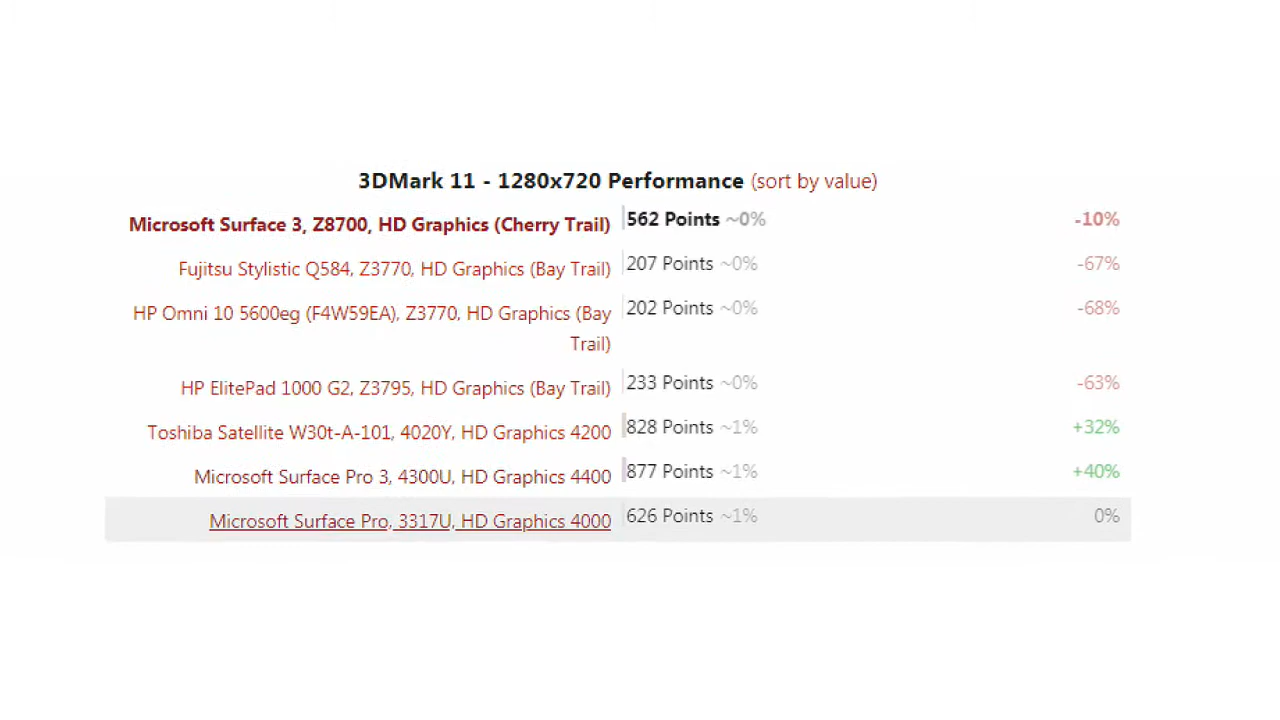 3DMark 11 - 1280x720 Performance (sort by value)
Microsoft Surface 3, Z8700, HD Graphics (Cherry Trail) 562 Points ~0% -10%
Fujitsu Stylistic Q584, Z3770, HD Graphics (Bay Trail) 207 Points ~0% -67%
HP Omni 10 5600eg (F4W59EA), Z3770, HD Graphics (Bay 202 Points ~0% -68%
Trail)
HP ElitePad 1000 G2, Z3795, HD Graphics (Bay Trail) 233 Points ~0% -63%
Toshiba Satellite W30t-A-101, 4020Y, HD Graphics 4200 828 Points ~1% +32%
Microsoft Surface Pro 3, 4300U, HD Graphics 4400 877 Points ~1% +40%
Microsoft Surface Pro, 3317U, HD Graphics 4000 626 Points ~1% 0%